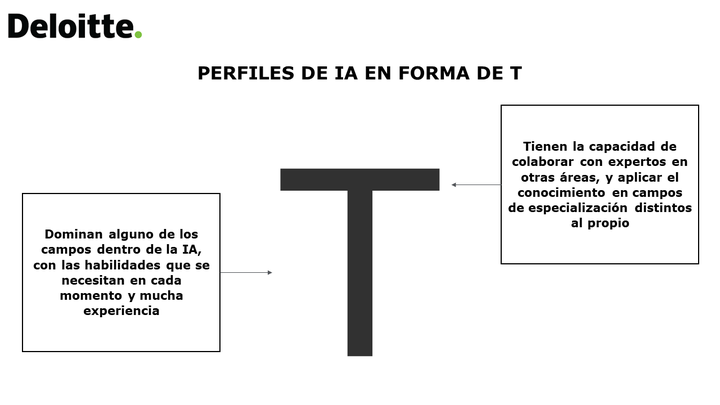 Deloitte.
PERFILES DE IA EN FORMA DE T
Tienen la capacidad de
colaborar con expertos en
otras áreas, y aplicar el
conocimiento en campos
de especialización distintos
al propio
Dominan alguno de los
campos dentro de la IA,
con las habilidades que se
necesitan en cada
momento y mucha
experiencia
T